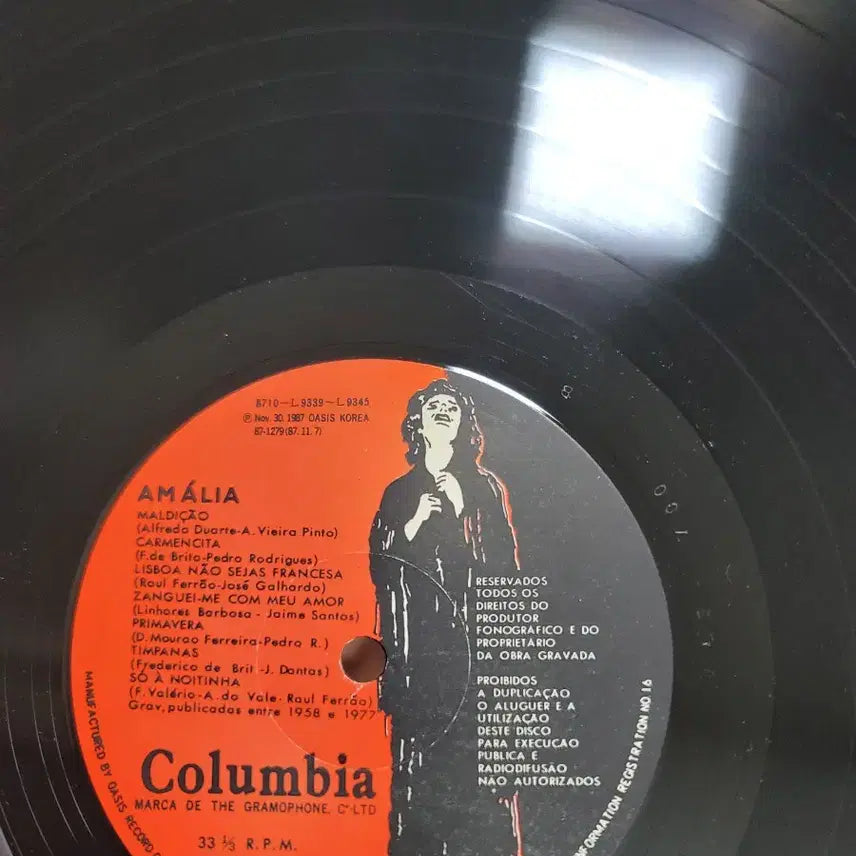 8710-L.9339~L.9345
Ⓟ Nov. 30. 1987 OASIS KOREA
87-1279(87. 11. 7)
AMÁLIA
MALDIÇÃO
(Alfredo Duarte-A. Vieira Pinto)
CARMENCITA
(F. de Brito-Pedro Rodrigues)
LISBOA NÃO SEJAS FRANCESA
(Raul Ferrão-José Galhardo)
ZANGUEI-ME COM MEU AMOR
(Linhares Barbosa - Jaime Santos)
PRIMAVERA
(D. Mourao Ferreira-Pedro R.)
TIMPANAS
(Frederico de Brit-J. Dantas)
SÓ À NOITINHA
(F. Valério-A. do Vale-Raul Ferrão)
Grav, publicadas entre 1958 e 1977
Columbia
MARCA DE THE GRAMOPHONE, Cº-LTD
33 ⅓ R. P. M.
RESERVADOS
TODOS OS
DIREITOS DO
PRODUTOR
FONOGRÁFICO E DO
PROPRIETÁRIO
DA OBRA GRAVADA
PROIBIDOS
A DUPLICAÇÃO
O ALUGUER E A
UTILIZAÇÃO
DESTE DISCO
PARA EXECUCÃO
PUBLICA E
RADIODIFUSÃO
NÃO AUTORIZADOS
MANUFACTURED BY OASIS RECORD
REGISTRATION NO 16